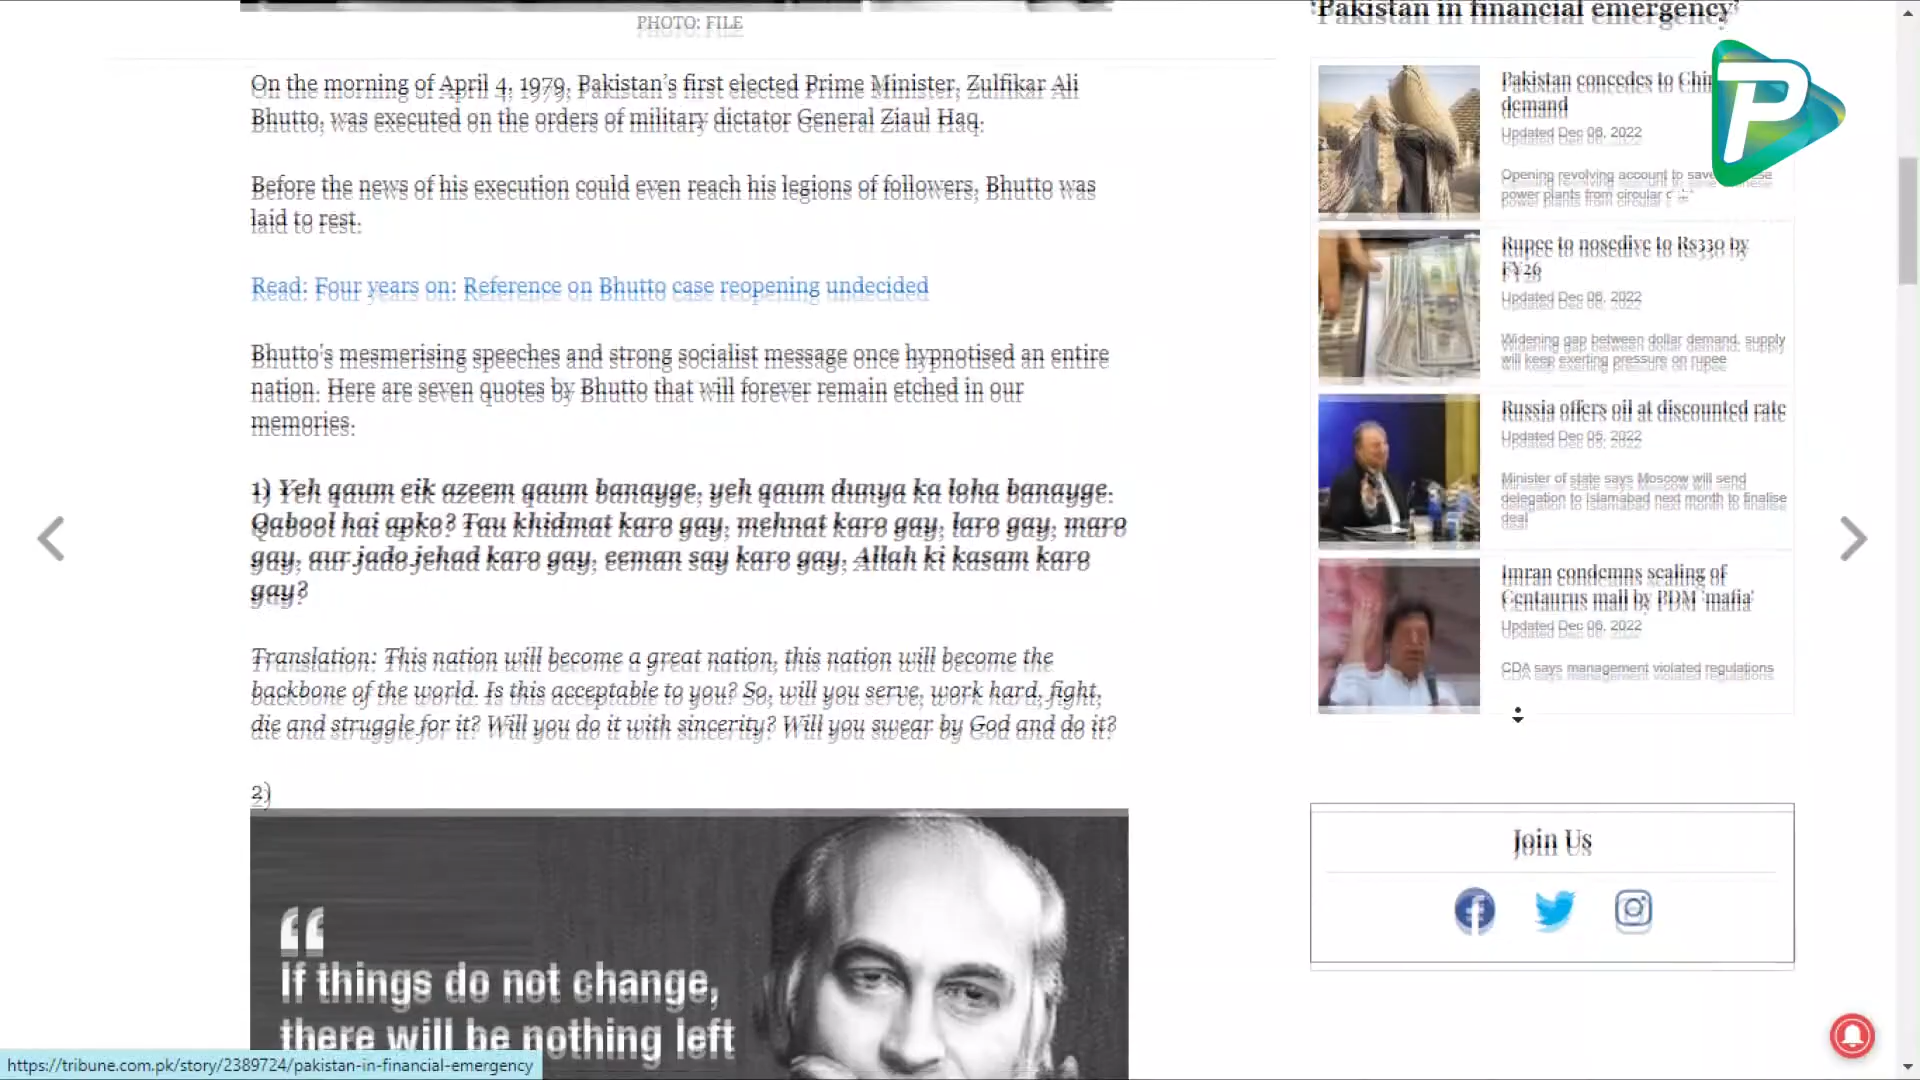 PHOTO: FILE
On the morning of April 4, 1979, Pakistan's first elected Prime Minister, Zulfikar Ali
Bhutto, was executed on the orders of military dictator General Ziaul Haq.
Before the news of his execution could even reach his legions of followers, Bhutto was
laid to rest.
Read: Four years on: Reference on Bhutto case reopening undecided
Bhutto's mesmerising speeches and strong socialist message once hypnotised an entire
nation. Here are seven quotes by Bhutto that will forever remain etched in our
memories.
1) Yeh qaum eik azeem qaum banayge, yeh qaum dunya ka loha banayge.
Qabool hai apko? Tau khidmat karo gay, mehnat karo gay, laro gay, maro
gay, aur jado jehad karo gay, eeman say karo gay, Allah ki kasam karo
gay?
Translation: This nation will become a great nation, this nation will become the
backbone of the world. Is this acceptable to you? So, will you serve, work hard, fight,
die and struggle for it? Will you do it with sincerity? Will you swear by God and do it?
2)
“
If things do not change,
there will be nothing left
https://tribune.com.pk/story/2389724/pakistan-in-financial-emergency
'Pakistan in financial emergency'
P
Pakistan concedes to
demand
Updated Dec 06, 2022
Opening revolving account to save
power plants from circular
Rupee to nosedive to Rs330 by
FY26
Updated Dec 06, 2022
Widening gap between dollar demand, supply
will keep exerting pressure on rupee
Russia offers oil at discounted rate
Updated Dec 05, 2022
Minister of state says Moscow will send
delegation to Islamabad next month to finalise
deal
Imran condemns sealing of
Centaurus mall by PDM 'mafia'
Updated Dec 06, 2022
CDA says management violated regulations
Join Us